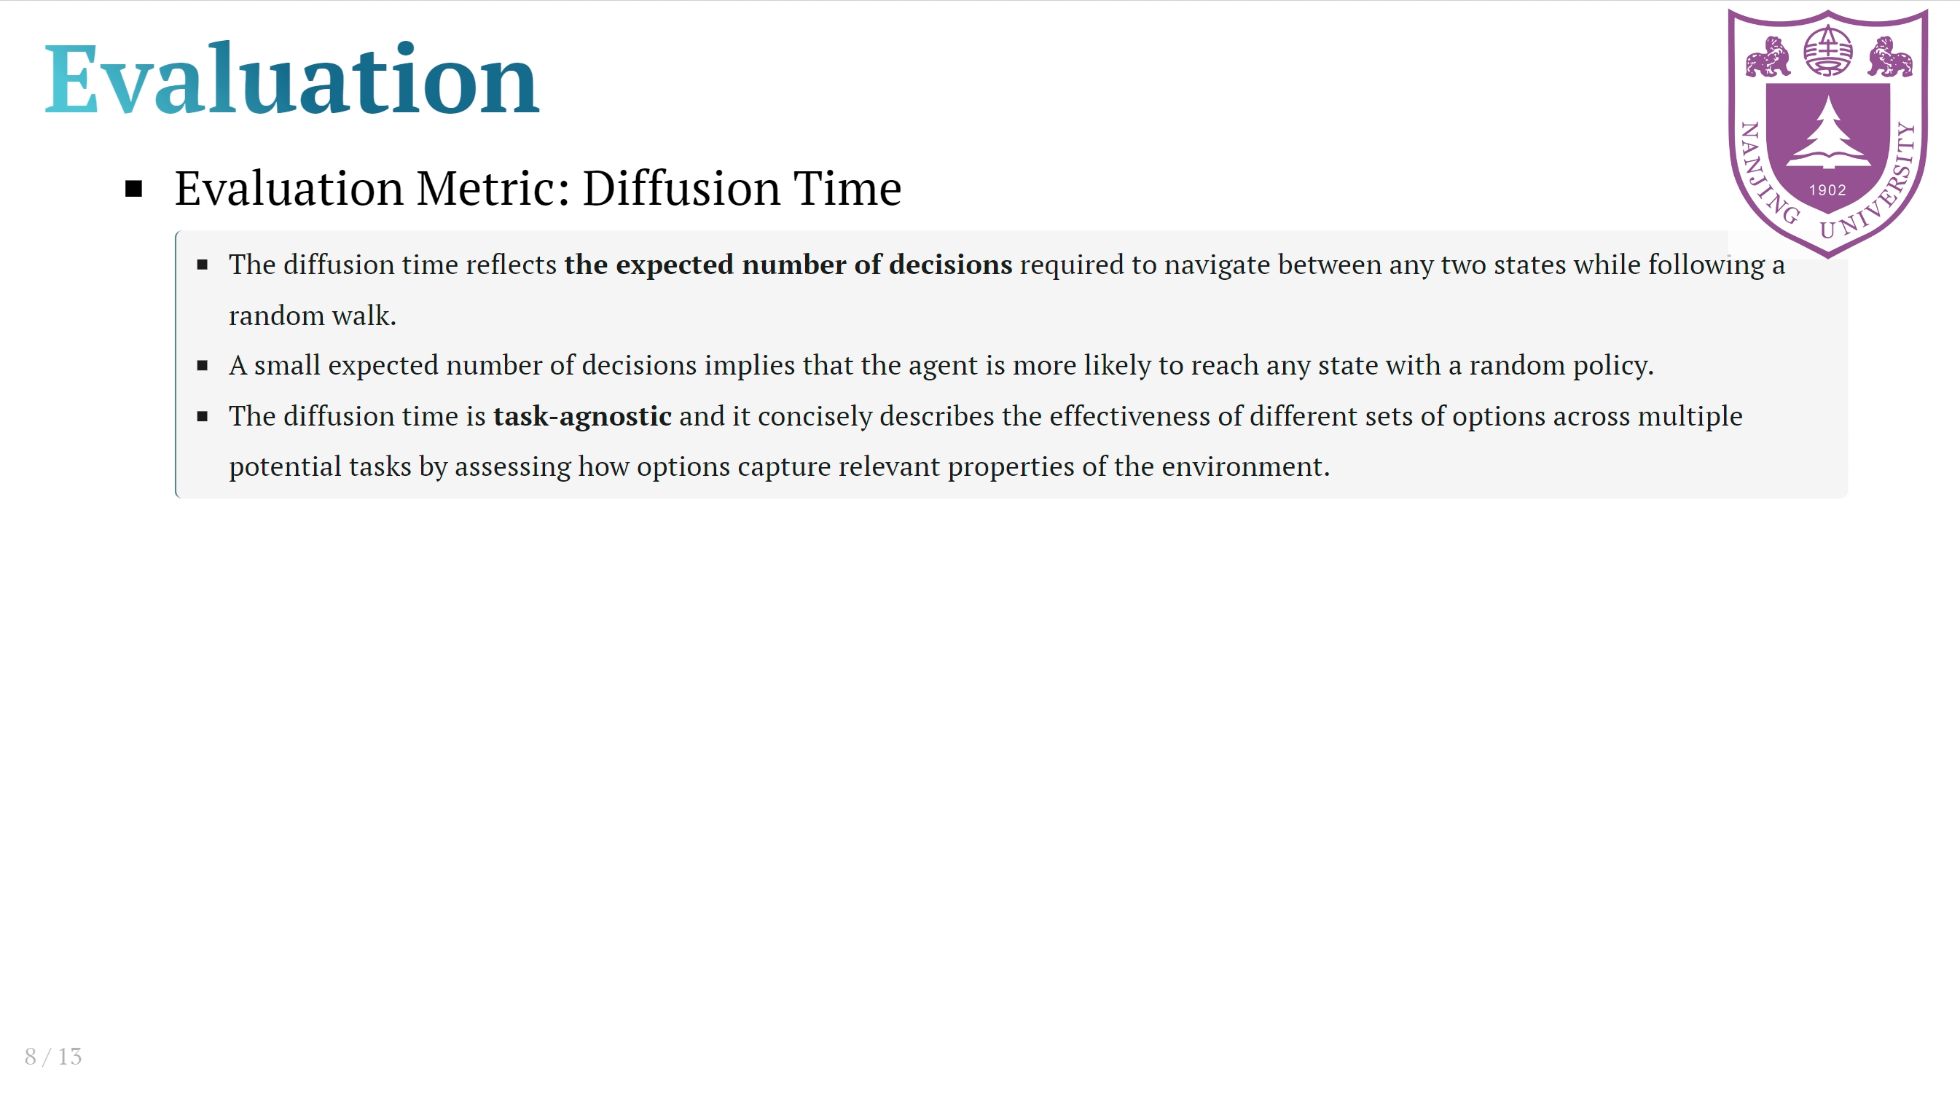 Evaluation
▪ Evaluation Metric: Diffusion Time
▪ The diffusion time reflects the expected number of decisions required to navigate between any two states while following a
random walk.
▪ A small expected number of decisions implies that the agent is more likely to reach any state with a random policy.
▪ The diffusion time is task-agnostic and it concisely describes the effectiveness of different sets of options across multiple
potential tasks by assessing how options capture relevant properties of the environment.
1902
NANJING UNIVERSITY
8 / 13